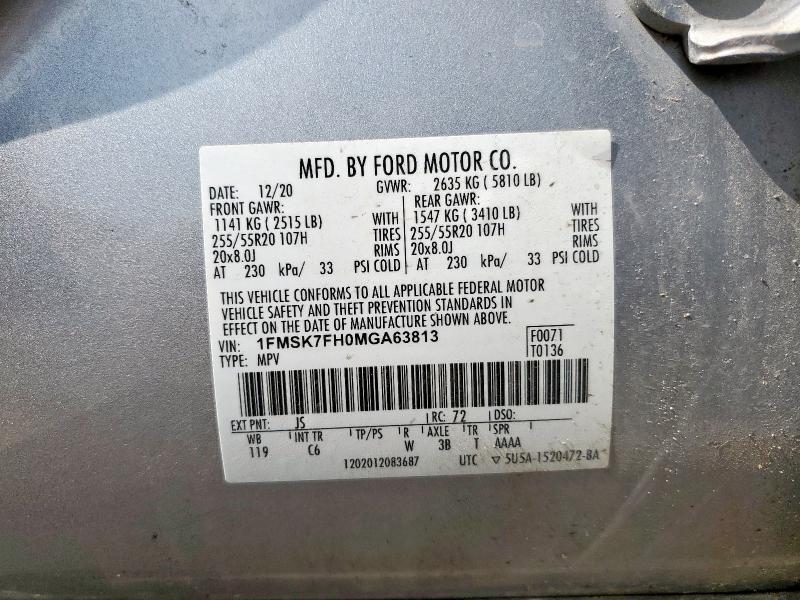 MFD. BY FORD MOTOR CO.
DATE: 12/20 GVWR: 2635 KG ( 5810 LB)
FRONT GAWR: REAR GAWR:
1141 KG ( 2515 LB) WITH 1547 KG ( 3410 LB) WITH
255/55R20 107H TIRES 255/55R20 107H TIRES
20x8.0J RIMS 20x8.0J RIMS
AT 230 kPa/ 33 PSI COLD AT 230 kPa/ 33 PSI COLD
THIS VEHICLE CONFORMS TO ALL APPLICABLE FEDERAL MOTOR
VEHICLE SAFETY AND THEFT PREVENTION STANDARDS IN
EFFECT ON THE DATE OF MANUFACTURE SHOWN ABOVE.
VIN: 1FMSK7FH0MGA63813 F0071
TYPE: MPV T0136
EXT PNT: JS RC: 72 DSO:
WB INT TR TP/PS R AXLE TR SPR
119 C6 W 3B T AAAA
1202012083687 UTC ▽ 5U5A-1520472-BA